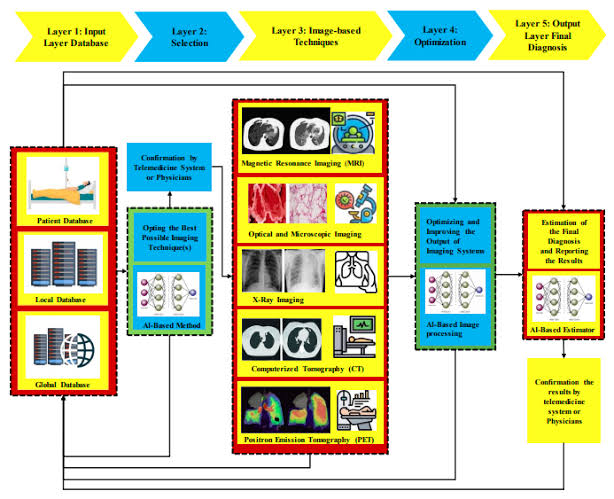 Layer 1: Input
Layer Database
Layer 2:
Selection
Layer 3: Image-based
Techniques
Layer 4:
Optimization
Layer 5: Output
Layer Final
Diagnosis
Patient Database
Local Database
Global Database
Confirmation by
Telemedicine System
or Physicians
Opting the Best
Possible Imaging
Technique(s)
AI-Based Method
Magnetic Resonance Imaging (MRI)
Optical and Microscopic Imaging
X-Ray Imaging
Computerized Tomography (CT)
Positron Emission Tomography (PET)
Optimizing and
Improving the
Output of
Imaging Systems
AI-Based Image
processing
Estimation of
the Final
Diagnosis
and Reporting
the Results
AI-Based Estimator
Confirmation the
results by
telemedicine
system or
Physicians